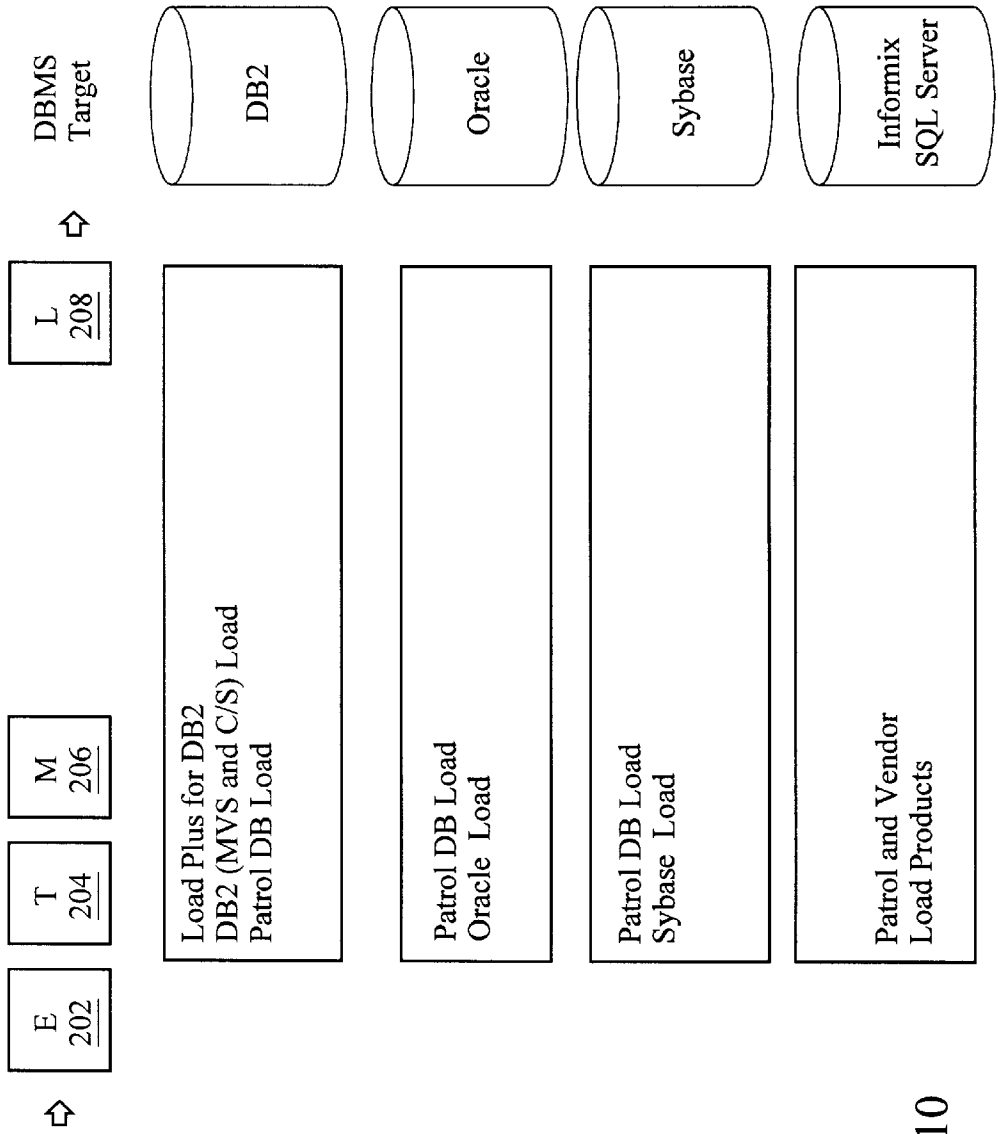 E
202
T
204
M
206
L
208
DBMS
Target
Load Plus for DB2
DB2 (MVS and C/S) Load
Patrol DB Load
DB2
Patrol DB Load
Oracle Load
Oracle
Patrol DB Load
Sybase Load
Sybase
Patrol and Vendor
Load Products
Informix
SQL Server
10